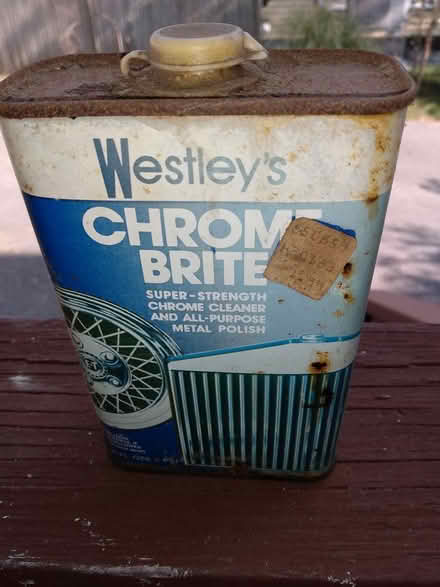 Westley's
CHROME
BRITE
SUPER-STRENGTH
CHROME CLEANER
AND ALL-PURPOSE
METAL POLISH